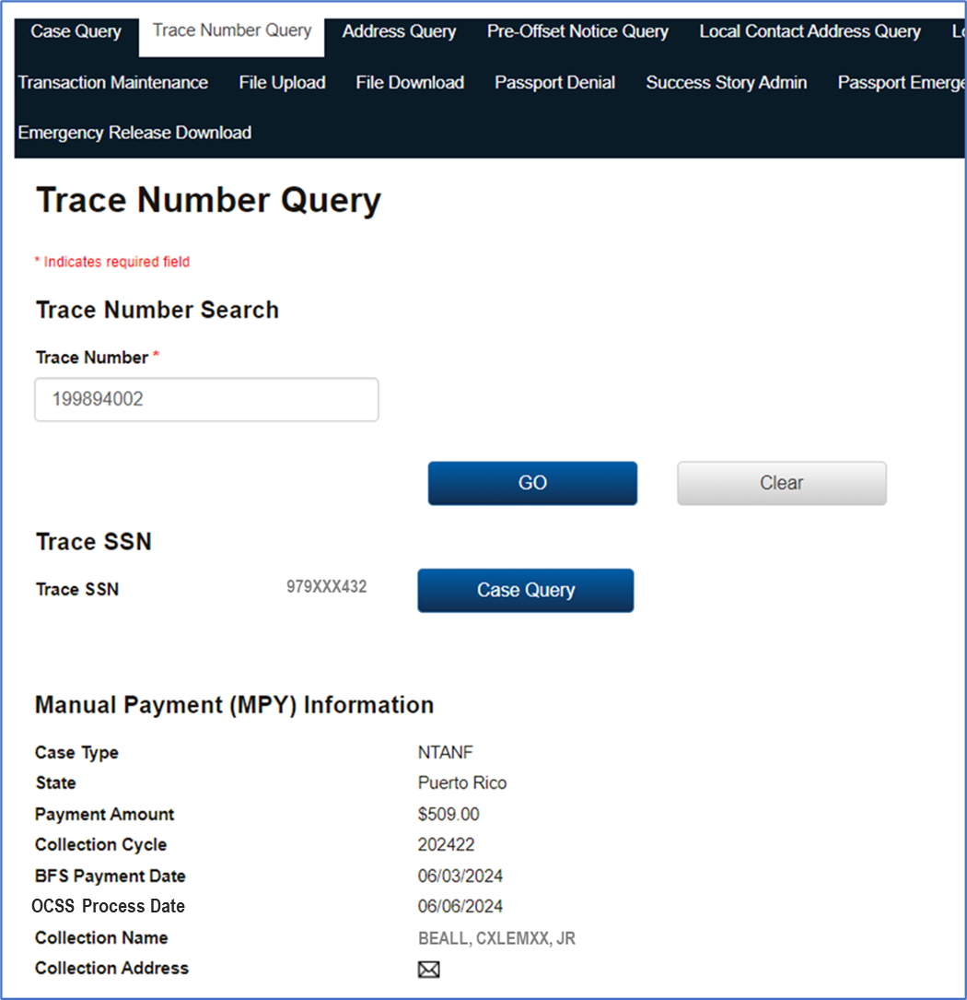 Case Query Trace Number Query Address Query Pre-Offset Notice Query Local Contact Address Query
Transaction Maintenance File Upload File Download Passport Denial Success Story Admin Passport
Emergency Release Download
Trace Number Query
* Indicates required field
Trace Number Search
Trace Number *
199894002
GO Clear
Trace SSN
Trace SSN 979XXX432 Case Query
Manual Payment (MPY) Information
Case Type NTANF
State Puerto Rico
Payment Amount $509.00
Collection Cycle 202422
BFS Payment Date 06/03/2024
OCSS Process Date 06/06/2024
Collection Name BEALL, CXLEMXX, JR
Collection Address